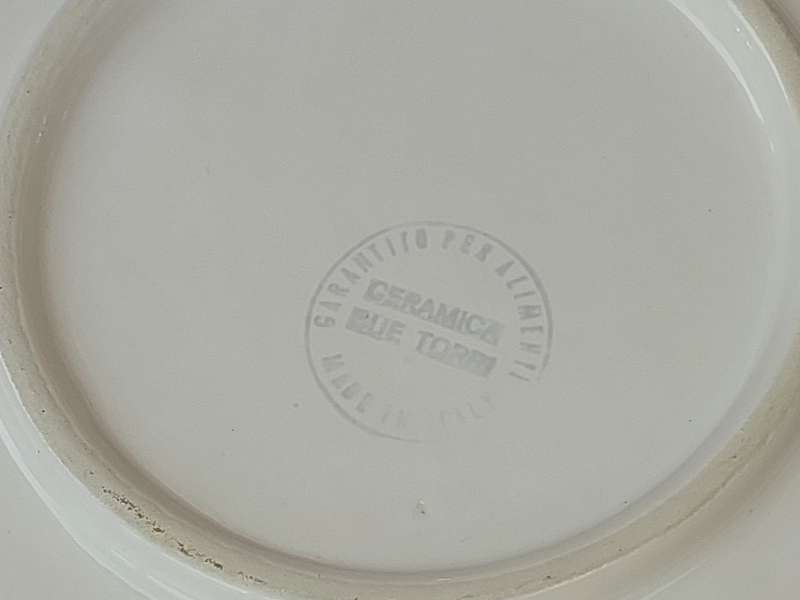 GARANTITO PER ALIMENTI
CERAMICA
DUE TORRI
MADE IN ITALY